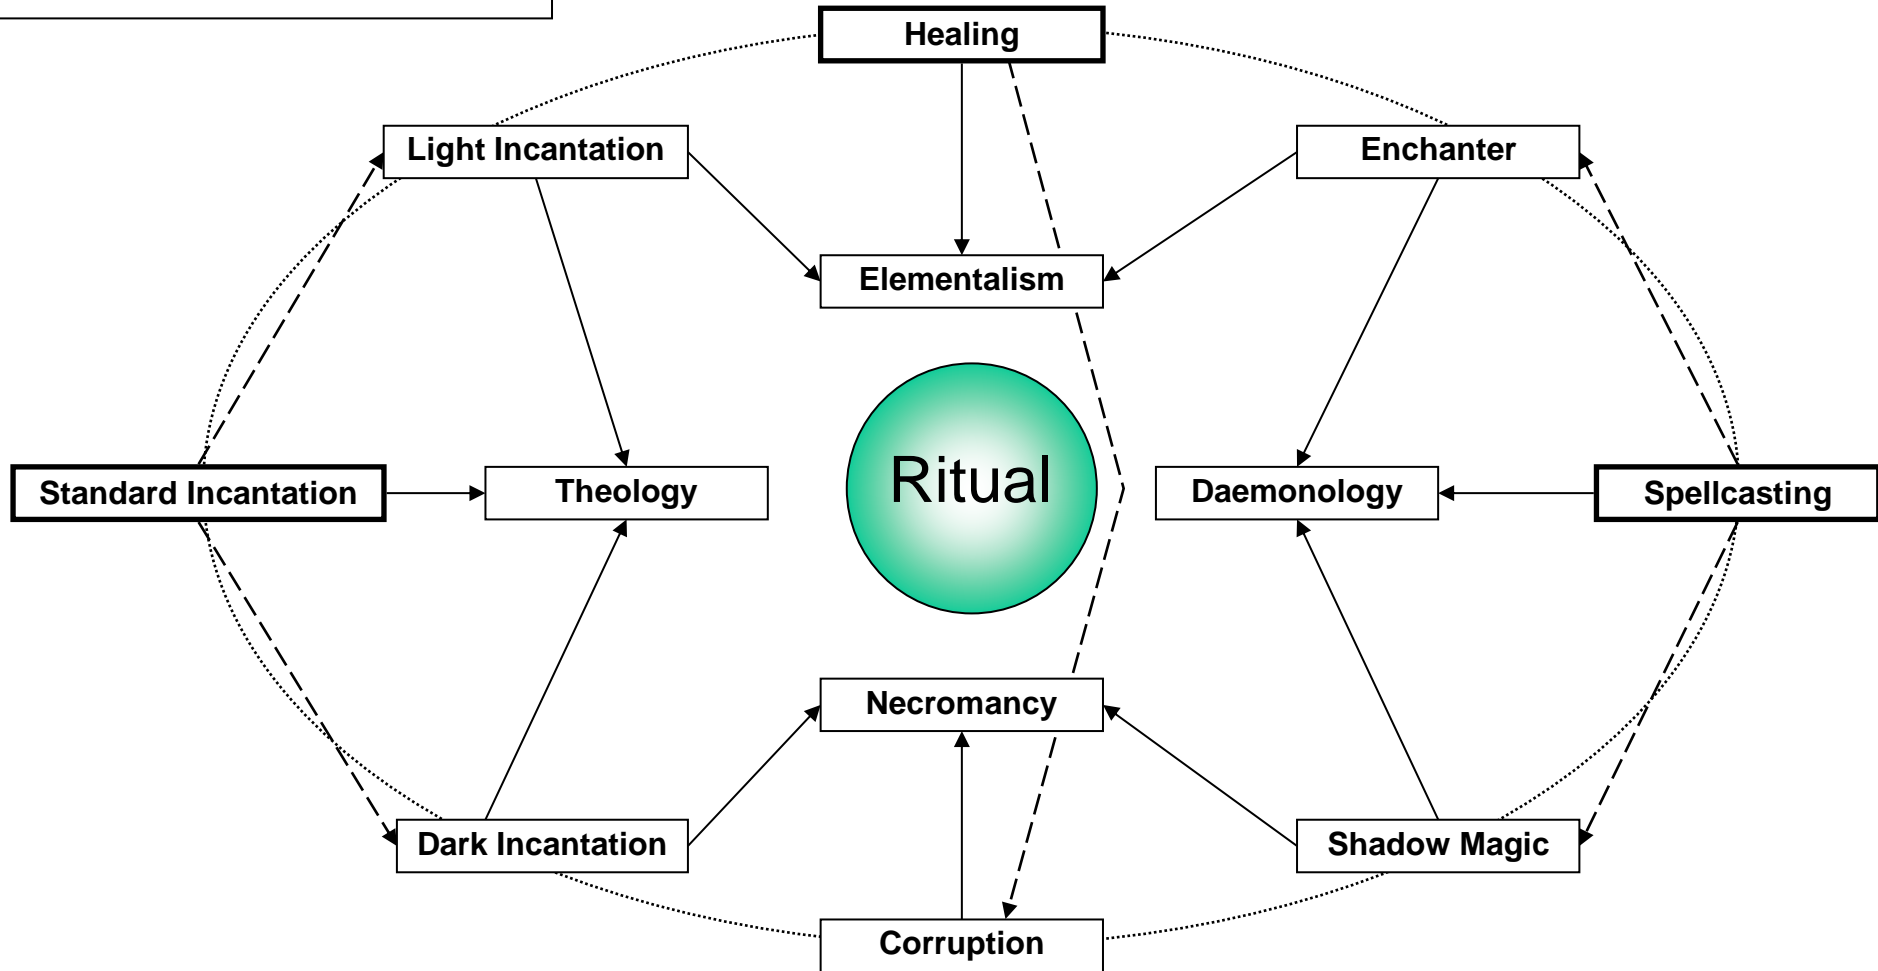 Healing
Light Incantation
Enchanter
Elementalism
Ritual
Standard Incantation
Theology
Daemonology
Spellcasting
Necromancy
Dark Incantation
Shadow Magic
Corruption